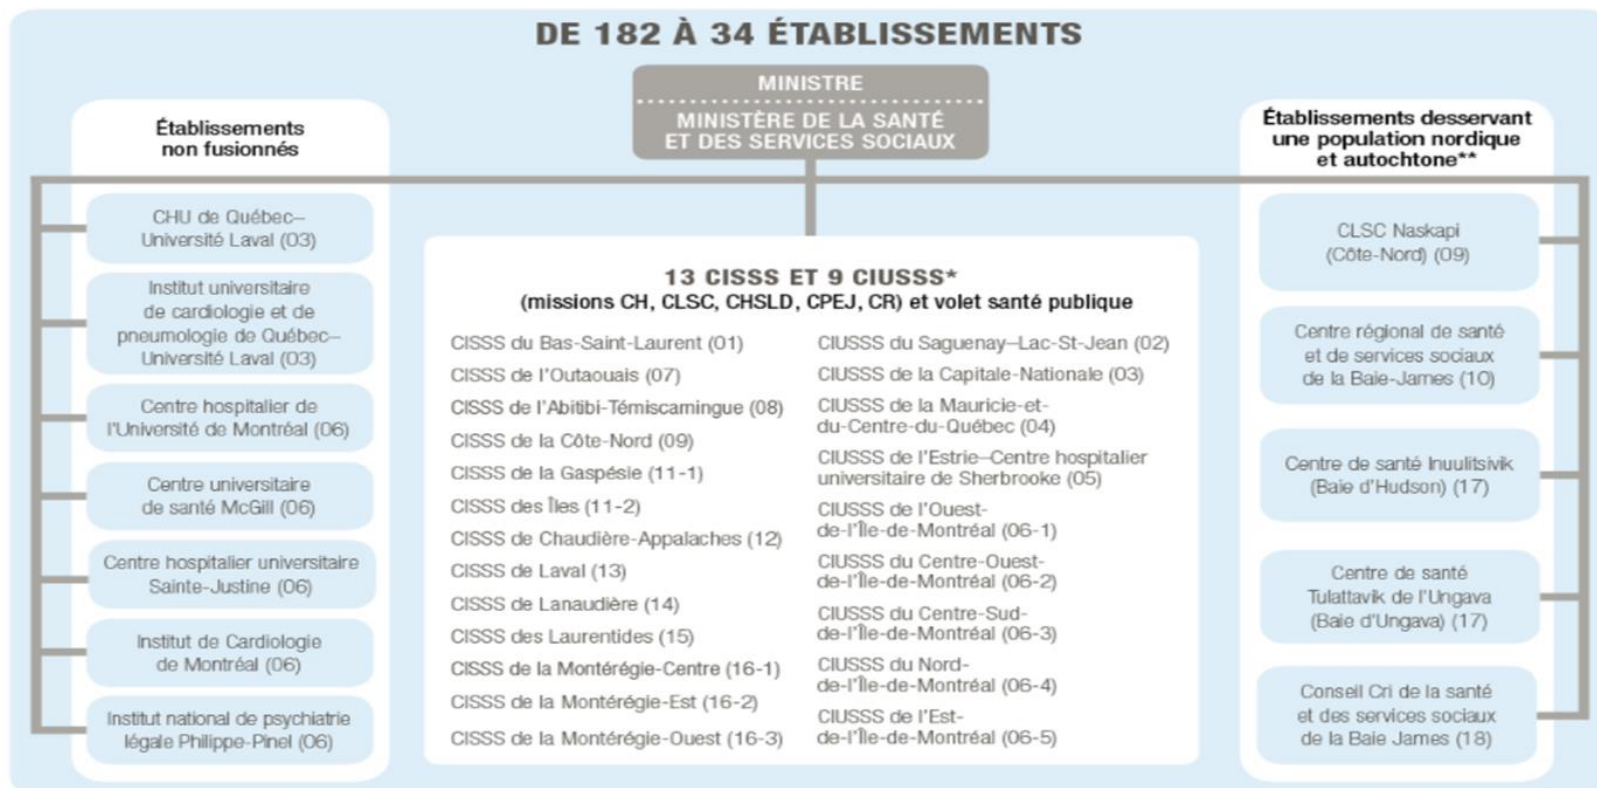 DE 182 À 34 ÉTABLISSEMENTS
MINISTRE
MINISTÈRE DE LA SANTÉ
ET DES SERVICES SOCIAUX
Établissements
non fusionnés
CHU de Québec–
Université Laval (03)
Institut universitaire
de cardiologie et de
pneumologie de Québec–
Université Laval (03)
Centre hospitalier de
l'Université de Montréal (06)
Centre universitaire
de santé McGill (06)
Centre hospitalier universitaire
Sainte-Justine (06)
Institut de Cardiologie
de Montréal (06)
Institut national de psychiatrie
légale Philippe-Pinel (06)
13 CISSS ET 9 CIUSSS*
(missions CH, CLSC, CHSLD, CPEJ, CR) et volet santé publique
CISSS du Bas-Saint-Laurent (01)
CISSS de l'Outaouais (07)
CISSS de l'Abitibi-Témiscamingue (08)
CISSS de la Côte-Nord (09)
CISSS de la Gaspésie (11-1)
CISSS des Îles (11-2)
CISSS de Chaudière-Appalaches (12)
CISSS de Laval (13)
CISSS de Lanaudière (14)
CISSS des Laurentides (15)
CISSS de la Montérégie-Centre (16-1)
CISSS de la Montérégie-Est (16-2)
CISSS de la Montérégie-Ouest (16-3)
CIUSSS du Saguenay–Lac-St-Jean (02)
CIUSSS de la Capitale-Nationale (03)
CIUSSS de la Mauricie-et-
du-Centre-du-Québec (04)
CIUSSS de l'Estrie–Centre hospitalier
universitaire de Sherbrooke (05)
CIUSSS de l'Ouest-
de-l'Île-de-Montréal (06-1)
CIUSSS du Centre-Ouest-
de-l'Île-de-Montréal (06-2)
CIUSSS du Centre-Sud-
de-l'Île-de-Montréal (06-3)
CIUSSS du Nord-
de-l'Île-de-Montréal (06-4)
CIUSSS de l'Est-
de-l'Île-de-Montréal (06-5)
Établissements desservant
une population nordique
et autochtone**
CLSC Naskapi
(Côte-Nord) (09)
Centre régional de santé
et de services sociaux
de la Baie-James (10)
Centre de santé Inuulitsivik
(Baie d'Hudson) (17)
Centre de santé
Tulattavik de l'Ungava
(Baie d'Ungava) (17)
Conseil Cri de la santé
et des services sociaux
de la Baie James (18)